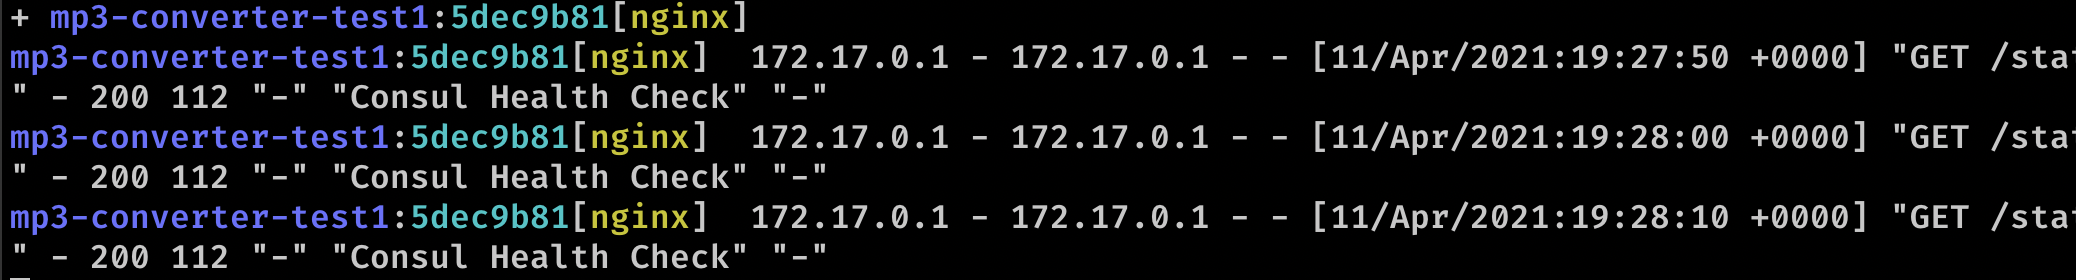 + mp3-converter-test1:5dec9b81[nginx]
mp3-converter-test1:5dec9b81[nginx]  172.17.0.1 - 172.17.0.1 - - [11/Apr/2021:19:27:50 +0000] "GET /sta
" - 200 112 "-" "Consul Health Check" "-"
mp3-converter-test1:5dec9b81[nginx]  172.17.0.1 - 172.17.0.1 - - [11/Apr/2021:19:28:00 +0000] "GET /sta
" - 200 112 "-" "Consul Health Check" "-"
mp3-converter-test1:5dec9b81[nginx]  172.17.0.1 - 172.17.0.1 - - [11/Apr/2021:19:28:10 +0000] "GET /sta
" - 200 112 "-" "Consul Health Check" "-"